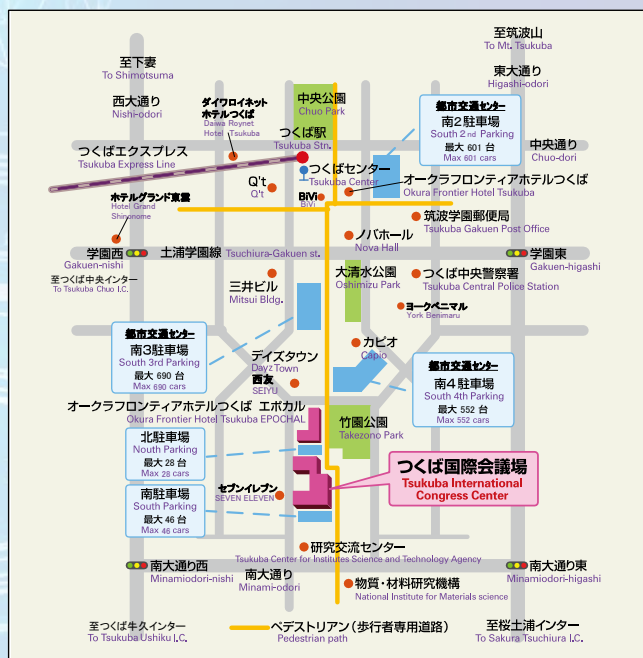 至筑波山
To Mt. Tsukuba
至下妻
To Shimotsuma
東大通り
Higashi-odori
西大通り
Nishi-odori
ダイワロイネット
ホテルつくば
Daiwa Roynet
Hotel Tsukuba
中央公園
Chuo Park
都市交通センター
南2駐車場
South 2nd Parking
最大 601 台
Max 601 cars
つくば駅
Tsukuba Stn.
中央通り
Chuo-dori
つくばエクスプレス
Tsukuba Express Line
つくばセンター
Tsukuba Center
Q't
Q't
BiVi
BiVi
オークラフロンティアホテルつくば
Okura Frontier Hotel Tsukuba
ホテルグランド東雲
Hotel Grand
Shinonome
筑波学園郵便局
Tsukuba Gakuen Post Office
ノバホール
Nova Hall
学園西
Gakuen-nishi
土浦学園線
Tsuchiura-Gakuen st.
学園東
Gakuen-higashi
至つくば中央インター
To Tsukuba Chuo I.C.
三井ビル
Mitsui Bldg.
大清水公園
Oshimizu Park
つくば中央警察署
Tsukuba Central Police Station
ヨークベニマル
York Benimaru
都市交通センター
南3駐車場
South 3rd Parking
最大 690 台
Max 690 cars
デイズタウン
Dayz Town
西友
SEIYU
カピオ
Capio
都市交通センター
南4駐車場
South 4th Parking
最大 552 台
Max 552 cars
オークラフロンティアホテルつくば エポカル
Okura Frontier Hotel Tsukuba EPOCHAL
竹園公園
Takezono Park
北駐車場
Nouth Parking
最大 28 台
Max 28 cars
つくば国際会議場
Tsukuba International
Congress Center
セブンイレブン
SEVEN ELEVEN
南駐車場
South Parking
最大 46 台
Max 46 cars
研究交流センター
Tsukuba Center for Institutes Science and Technology Agency
南大通り西
Minamiodori-nishi
南大通り
Minami-odori
南大通り東
Minamiodori-higashi
物質・材料研究機構
National Institute for Materials science
至つくば牛久インター
To Tsukuba Ushiku I.C.
ペデストリアン（歩行者専用道路）
Pedestrian path
至桜土浦インター
To Sakura Tsuchiura I.C.